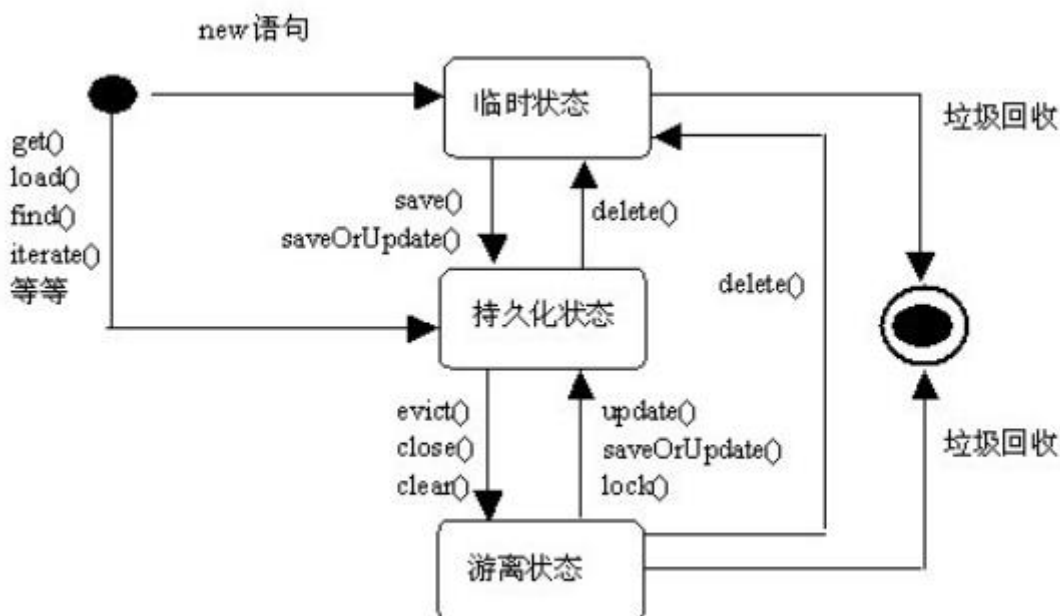 new语句
临时状态
垃圾回收
get()
load()
find()
iterate()
等等
save()
saveOrUpdate()
delete()
delete()
持久化状态
evict()
close()
clear()
update()
saveOrUpdate()
lock()
垃圾回收
游离状态